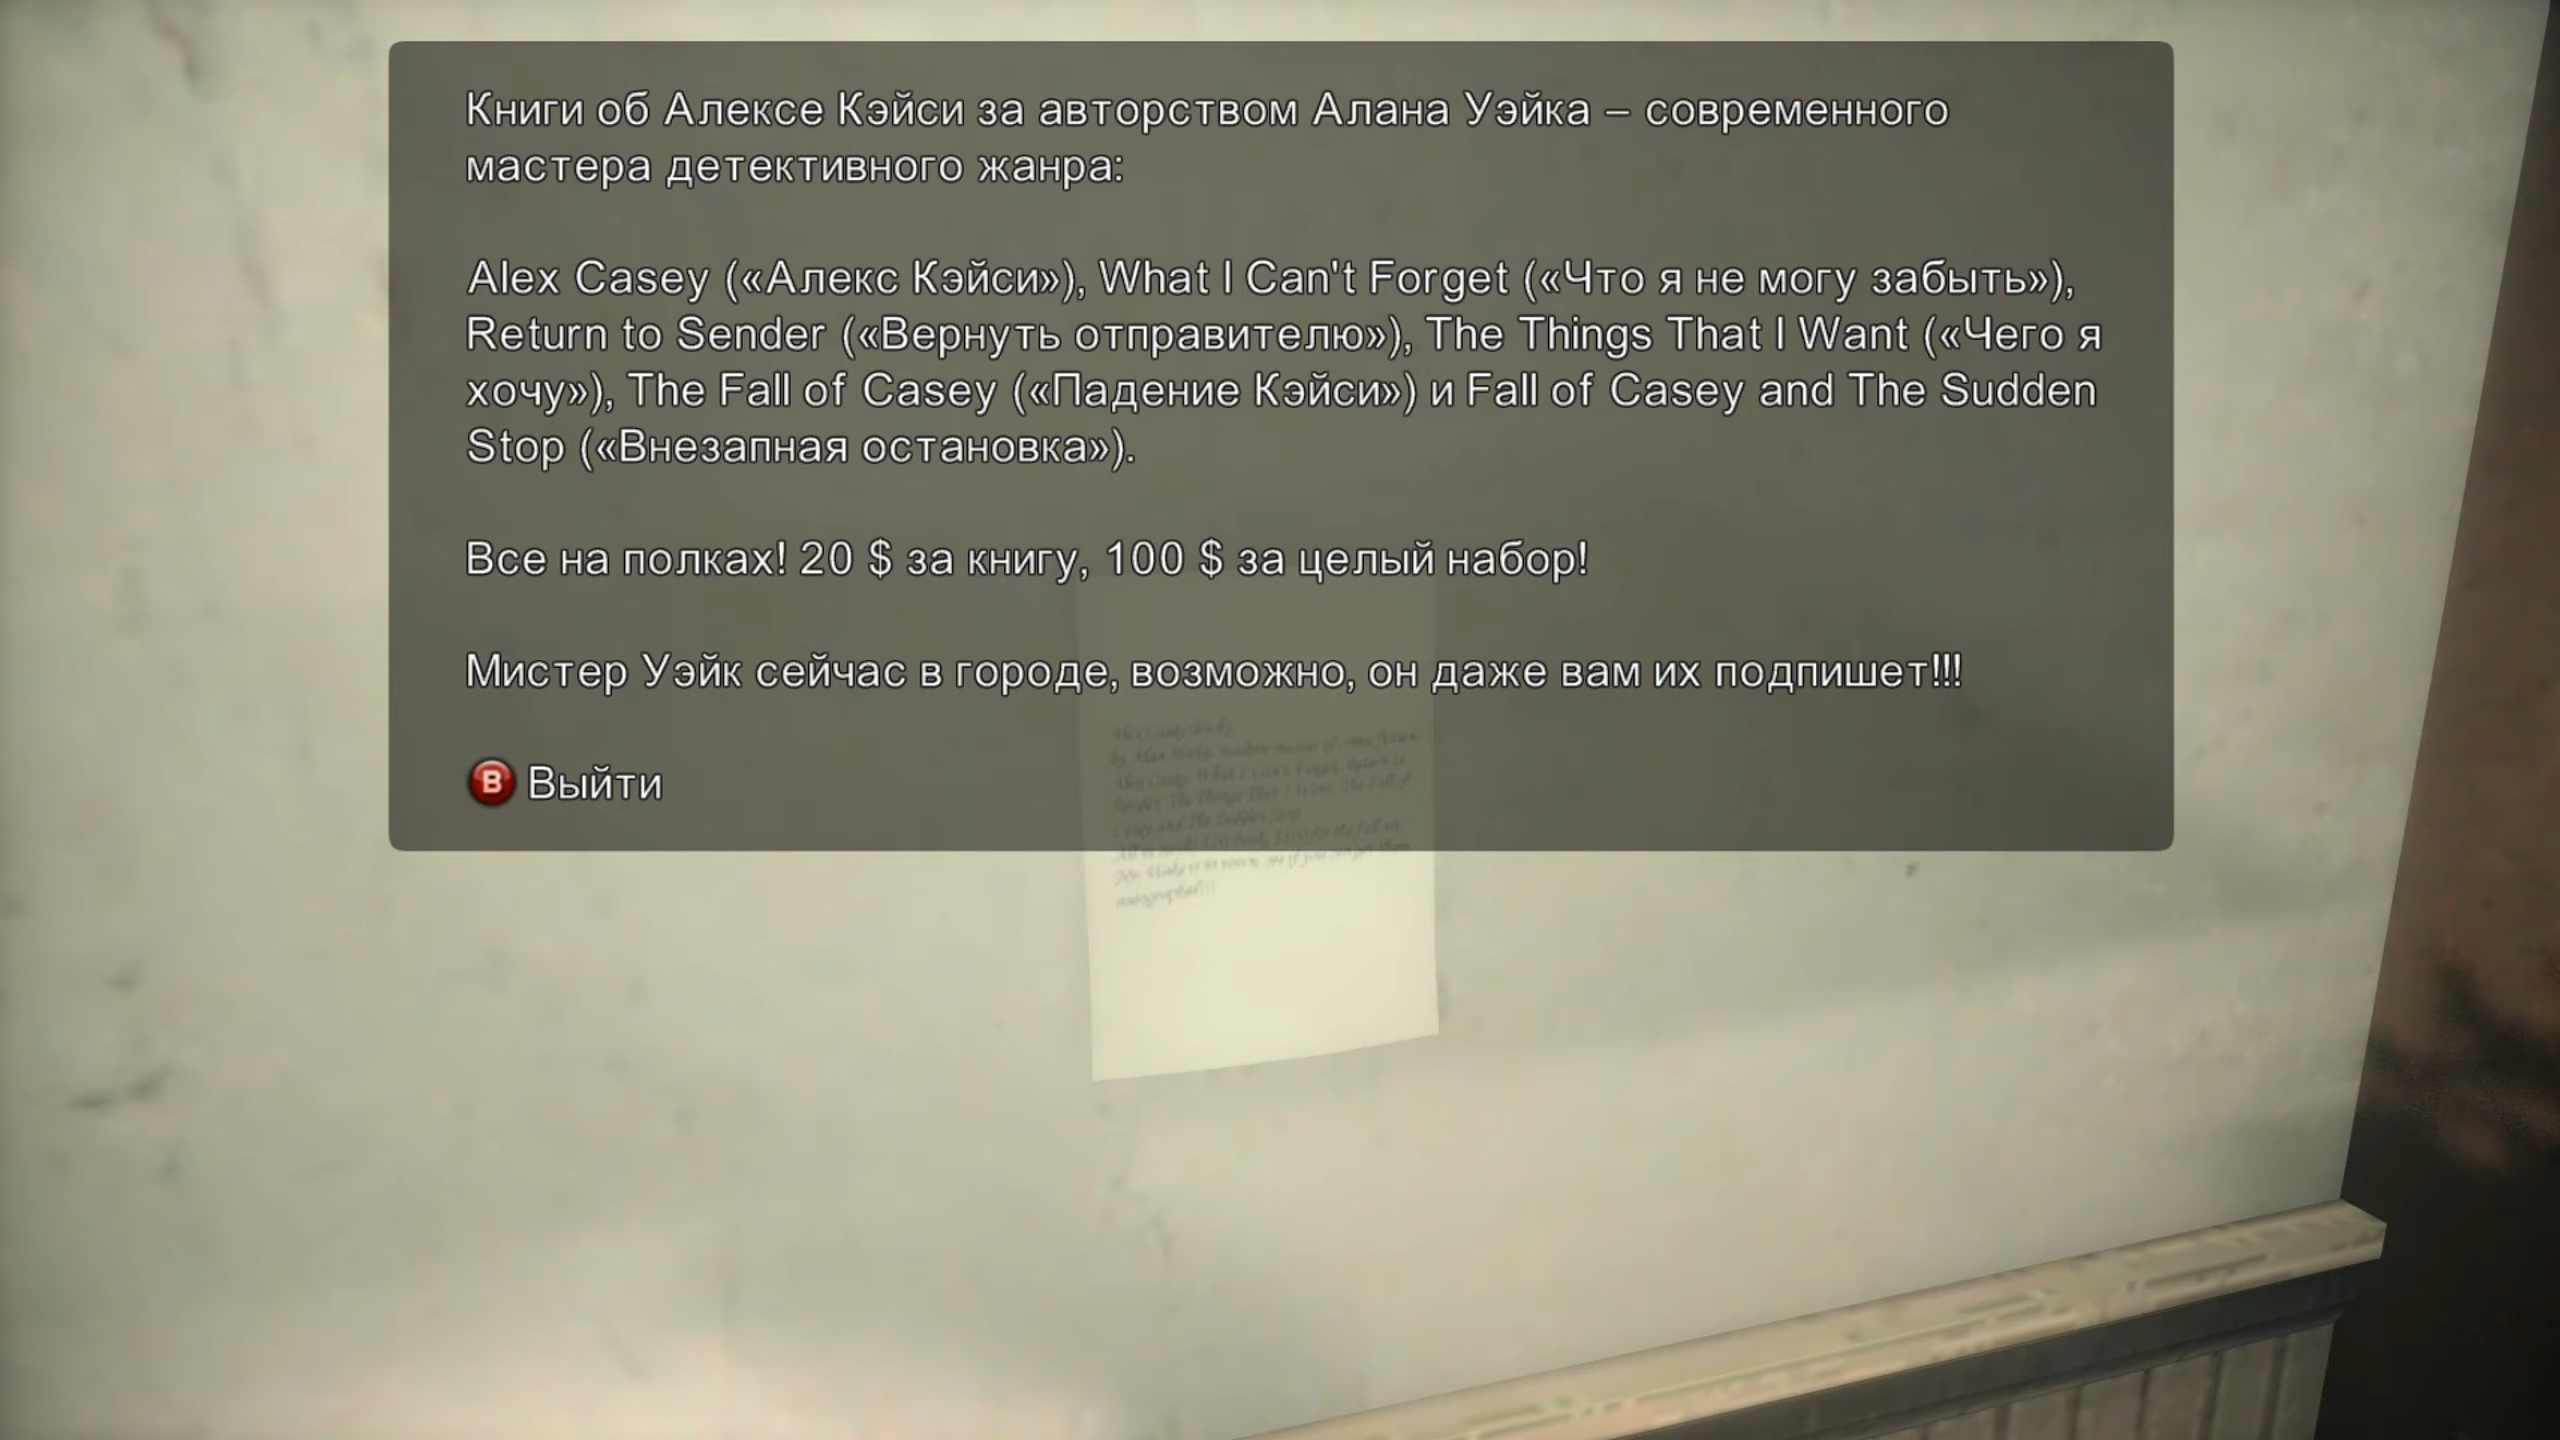 Книги об Алексе Кэйси за авторством Алана Уэйка – современного
мастера детективного жанра:
Alex Casey («Алекс Кэйси»), What I Can't Forget («Что я не могу забыть»),
Return to Sender («Вернуть отправителю»), The Things That I Want («Чего я
хочу»), The Fall of Casey («Падение Кэйси») и Fall of Casey and The Sudden
Stop («Внезапная остановка»).
Все на полках! 20 $ за книгу, 100 $ за целый набор!
Мистер Уэйк сейчас в городе, возможно, он даже вам их подпишет!!!
B Выйти